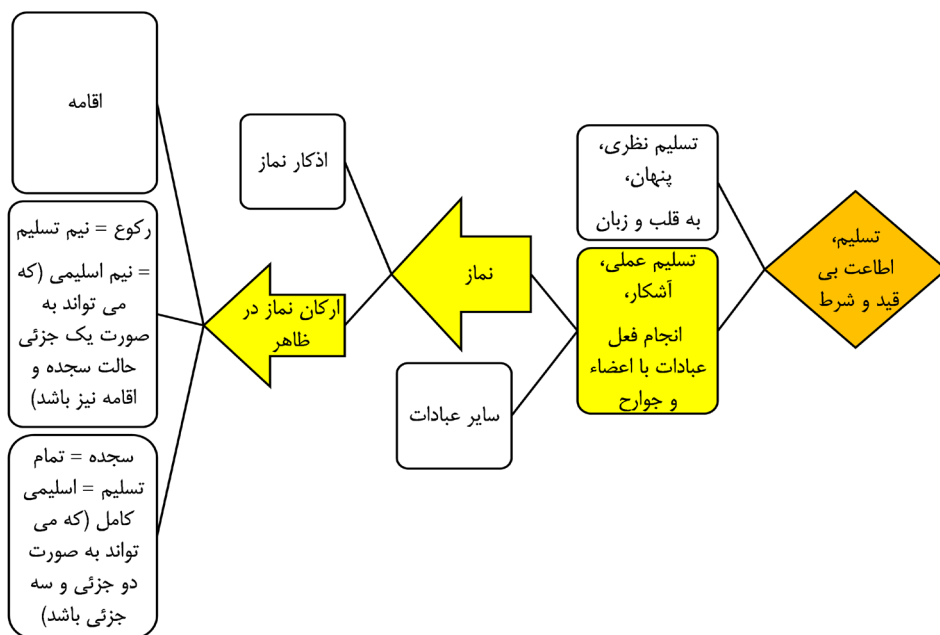 تسلیم،
اطاعت بی
قید و شرط
تسلیم نظری،
پنهان،
به قلب و زبان
تسلیم عملی،
آشکار،
انجام فعل
عبادات با اعضاء
و جوارح
نماز
سایر عبادات
اذکار نماز
ارکان نماز در
ظاهر
اقامه
رکوع = نیم تسلیم
= نیم اسلیمی (که
می تواند به
صورت یک جزئی
حالت سجده و
اقامه نیز باشد)
سجده = تمام
تسلیم = اسلیمی
کامل (که می
تواند به صورت
دو جزئی و سه
جزئی باشد)